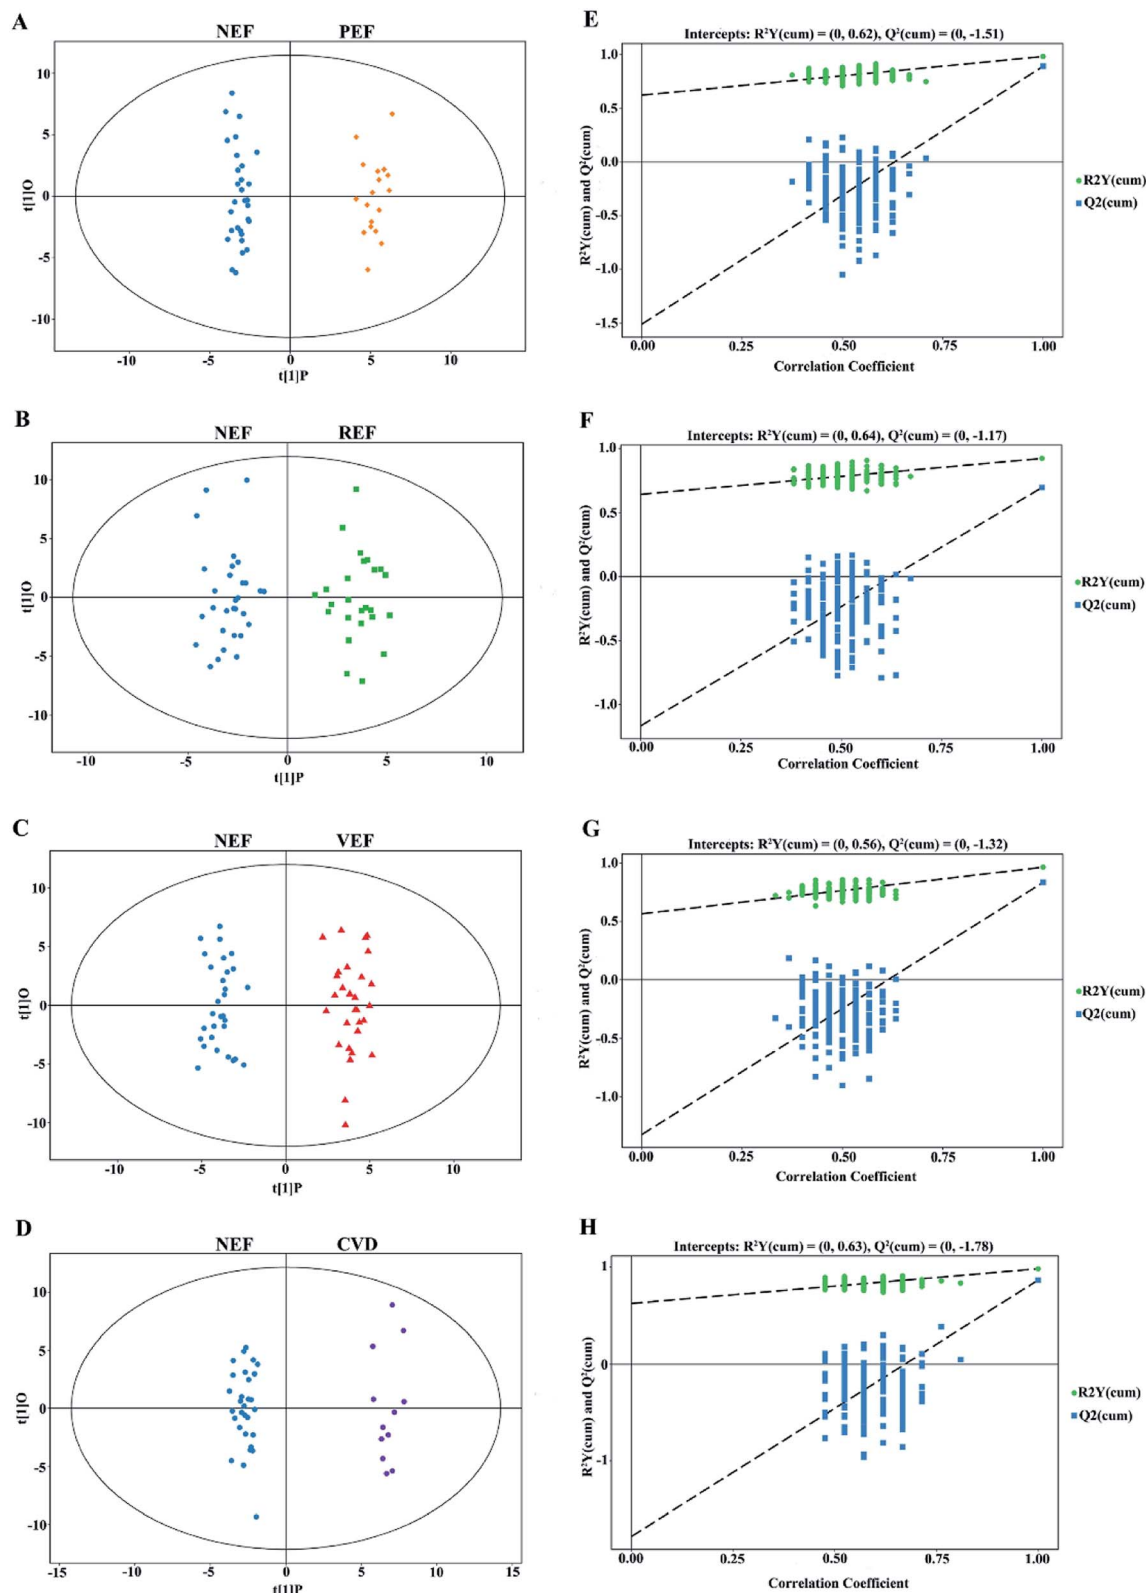 A
NEF PEF
10
5
0
-5
-10
t[1]O
-10 -5 0 5 10
t[1]P
E
Intercepts: R²Y(cum) = (0, 0.62), Q²(cum) = (0, -1.51)
1.0
0.5
0.0
-0.5
-1.0
-1.5
R²Y(cum) and Q²(cum)
R2Y(cum)
Q2(cum)
0.00 0.25 0.50 0.75 1.00
Correlation Coefficient
B
NEF REF
10
5
0
-5
-10
t[1]O
-10 -5 0 5 10
t[1]P
F
Intercepts: R²Y(cum) = (0, 0.64), Q²(cum) = (0, -1.17)
1.0
0.5
0.0
-0.5
-1.0
R²Y(cum) and Q²(cum)
R2Y(cum)
Q2(cum)
0.00 0.25 0.50 0.75 1.00
Correlation Coefficient
C
NEF VEF
10
5
0
-5
-10
t[1]O
-10 -5 0 5 10
t[1]P
G
Intercepts: R²Y(cum) = (0, 0.56), Q²(cum) = (0, -1.32)
1.0
0.5
0.0
-0.5
-1.0
R²Y(cum) and Q²(cum)
R2Y(cum)
Q2(cum)
0.00 0.25 0.50 0.75 1.00
Correlation Coefficient
D
NEF CVD
10
5
0
-5
-10
t[1]O
-15 -10 -5 0 5 10 15
t[1]P
H
Intercepts: R²Y(cum) = (0, 0.63), Q²(cum) = (0, -1.78)
1
0
-1
R²Y(cum) and Q²(cum)
R2Y(cum)
Q2(cum)
0.00 0.25 0.50 0.75 1.00
Correlation Coefficient